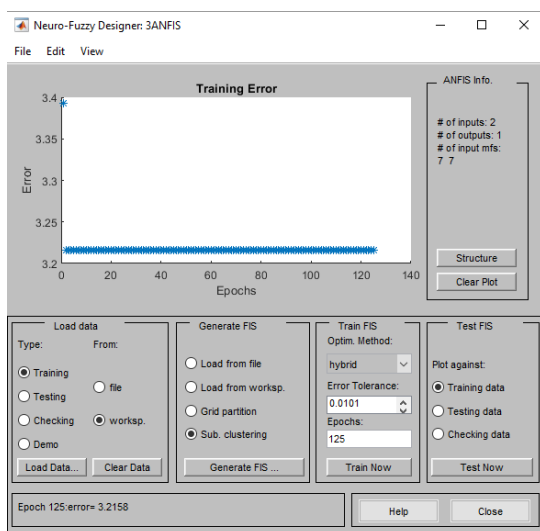 Neuro-Fuzzy Designer: 3ANFIS
File Edit View
Training Error
3.4
3.35
3.3
3.25
3.2
Error
0 20 40 60 80 100 120 140
Epochs
ANFIS Info.
# of inputs: 2
# of outputs: 1
# of input mfs:
7 7
Structure
Clear Plot
Load data
Type: From:
Training
Testing
Checking
Demo
file
worksp.
Load Data... Clear Data
Generate FIS
Load from file
Load from worksp.
Grid partition
Sub. clustering
Generate FIS ...
Train FIS
Optim. Method:
hybrid
Error Tolerance:
0.0101
Epochs:
125
Train Now
Test FIS
Plot against:
Training data
Testing data
Checking data
Test Now
Epoch 125:error= 3.2158
Help
Close